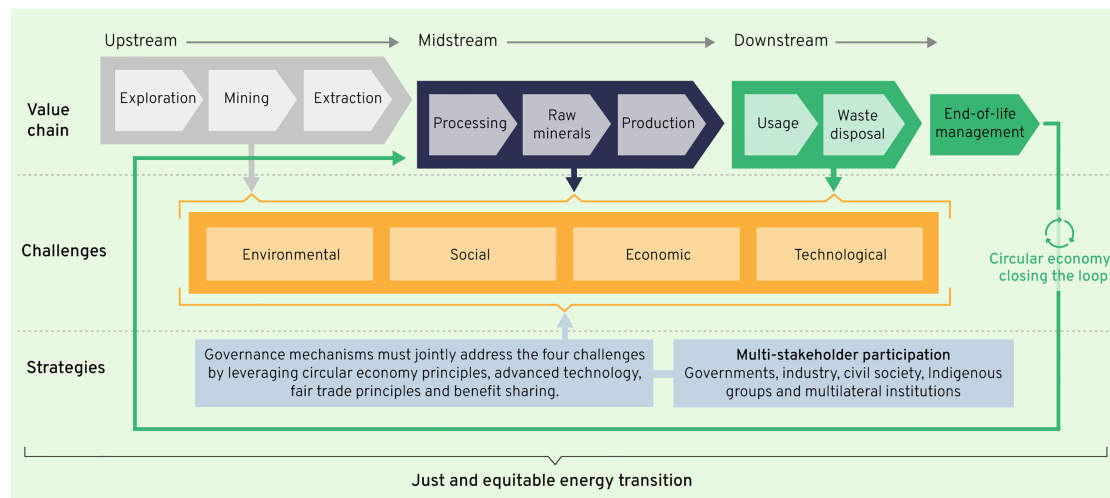 Upstream
Midstream
Downstream
Value
chain
Exploration
Mining
Extraction
Processing
Raw
minerals
Production
Usage
Waste
disposal
End-of-life
management
Challenges
Environmental
Social
Economic
Technological
Circular economy
closing the loop
Strategies
Governance mechanisms must jointly address the four challenges
by leveraging circular economy principles, advanced technology,
fair trade principles and benefit sharing.
Multi-stakeholder participation
Governments, industry, civil society, Indigenous
groups and multilateral institutions
Just and equitable energy transition